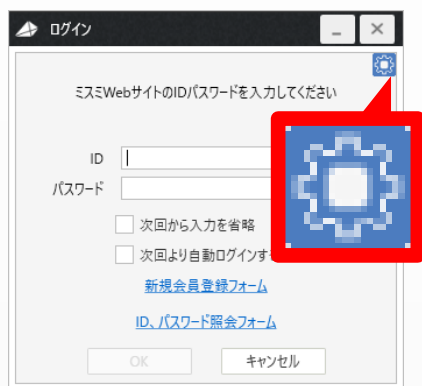 ログイン
ミスミWebサイトのIDパスワードを入力してください
ID
パスワード
次回から入力を省略
次回より自動ログインす
新規会員登録フォーム
ID、パスワード照会フォーム
OK
キャンセル